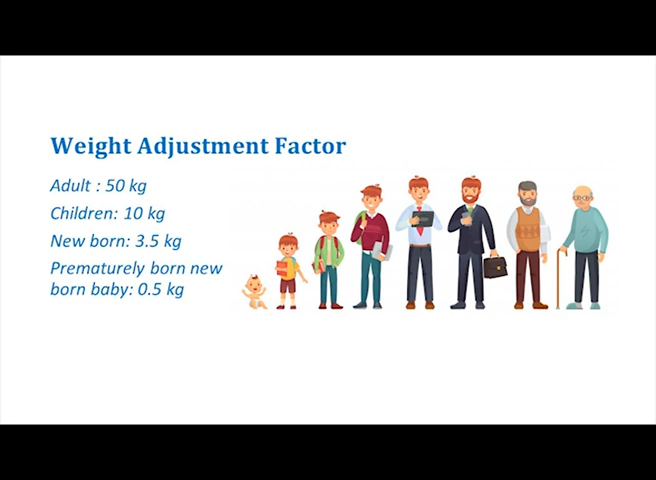 Weight Adjustment Factor
Adult : 50 kg
Children: 10 kg
New born: 3.5 kg
Prematurely born new
born baby: 0.5 kg